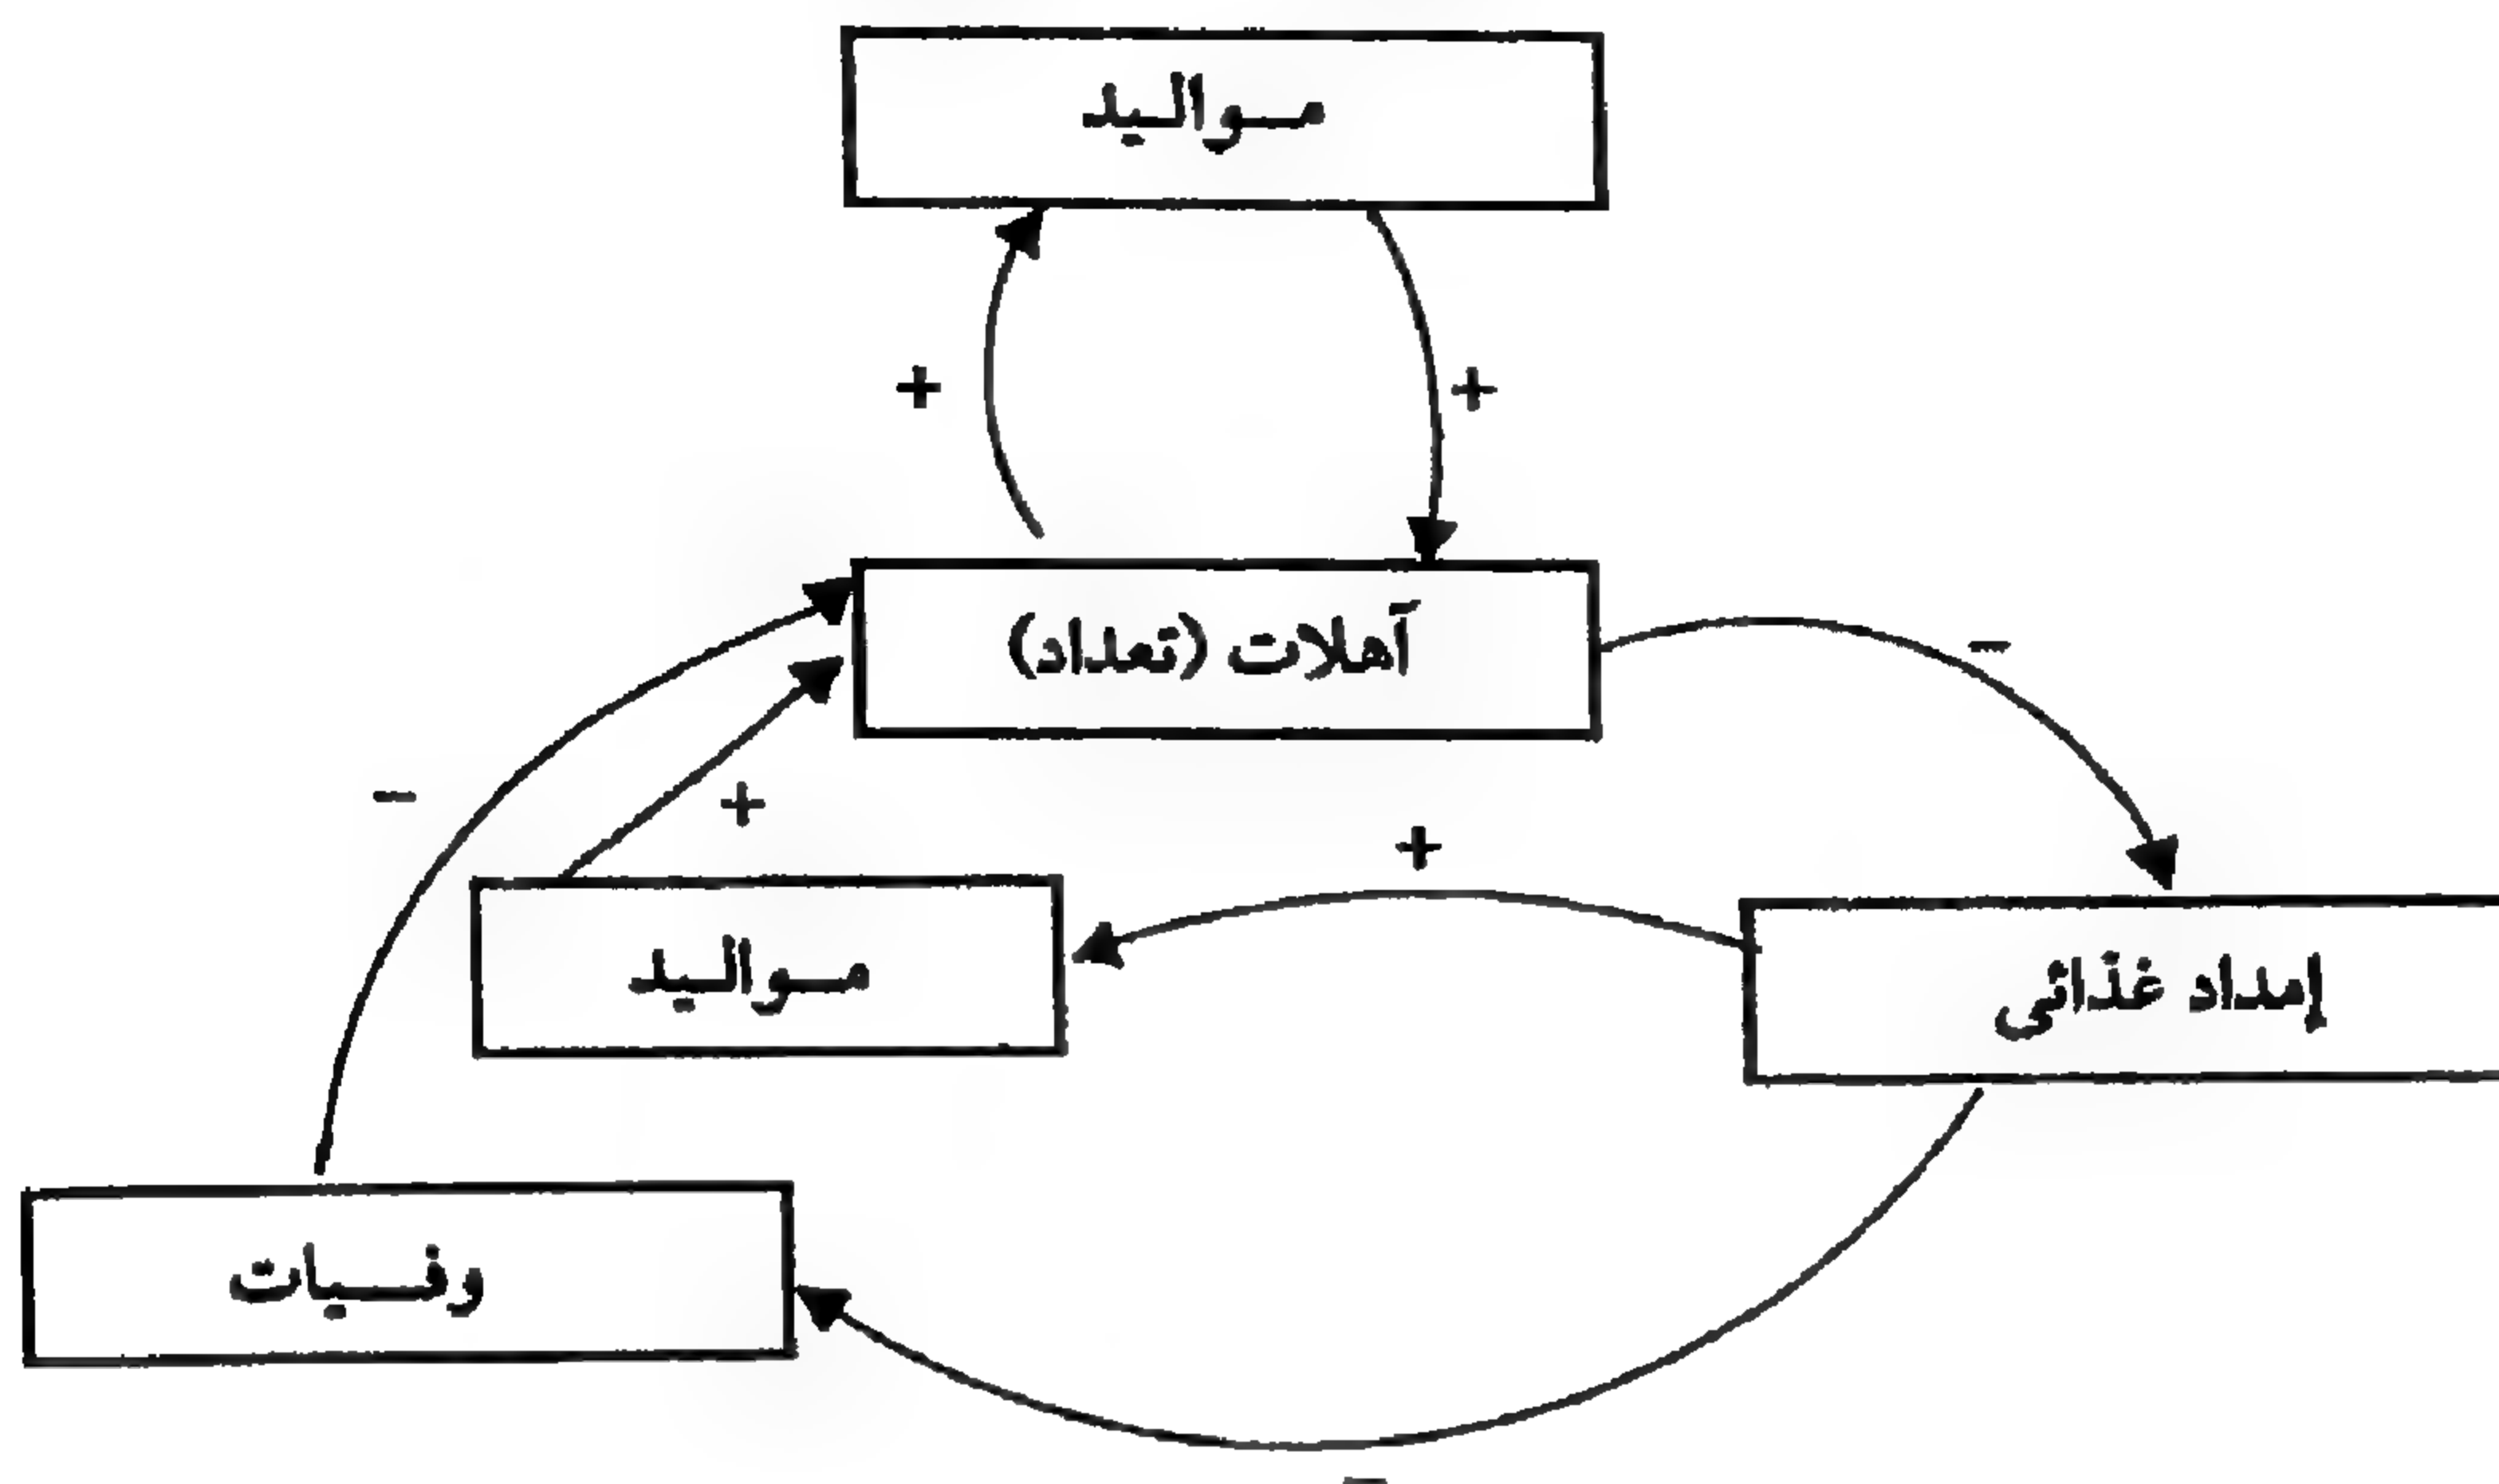 مواليد
+
+
آهلات (تعداد)
-
-
+
+
مواليد
إمداد غذائى
وفيات
-